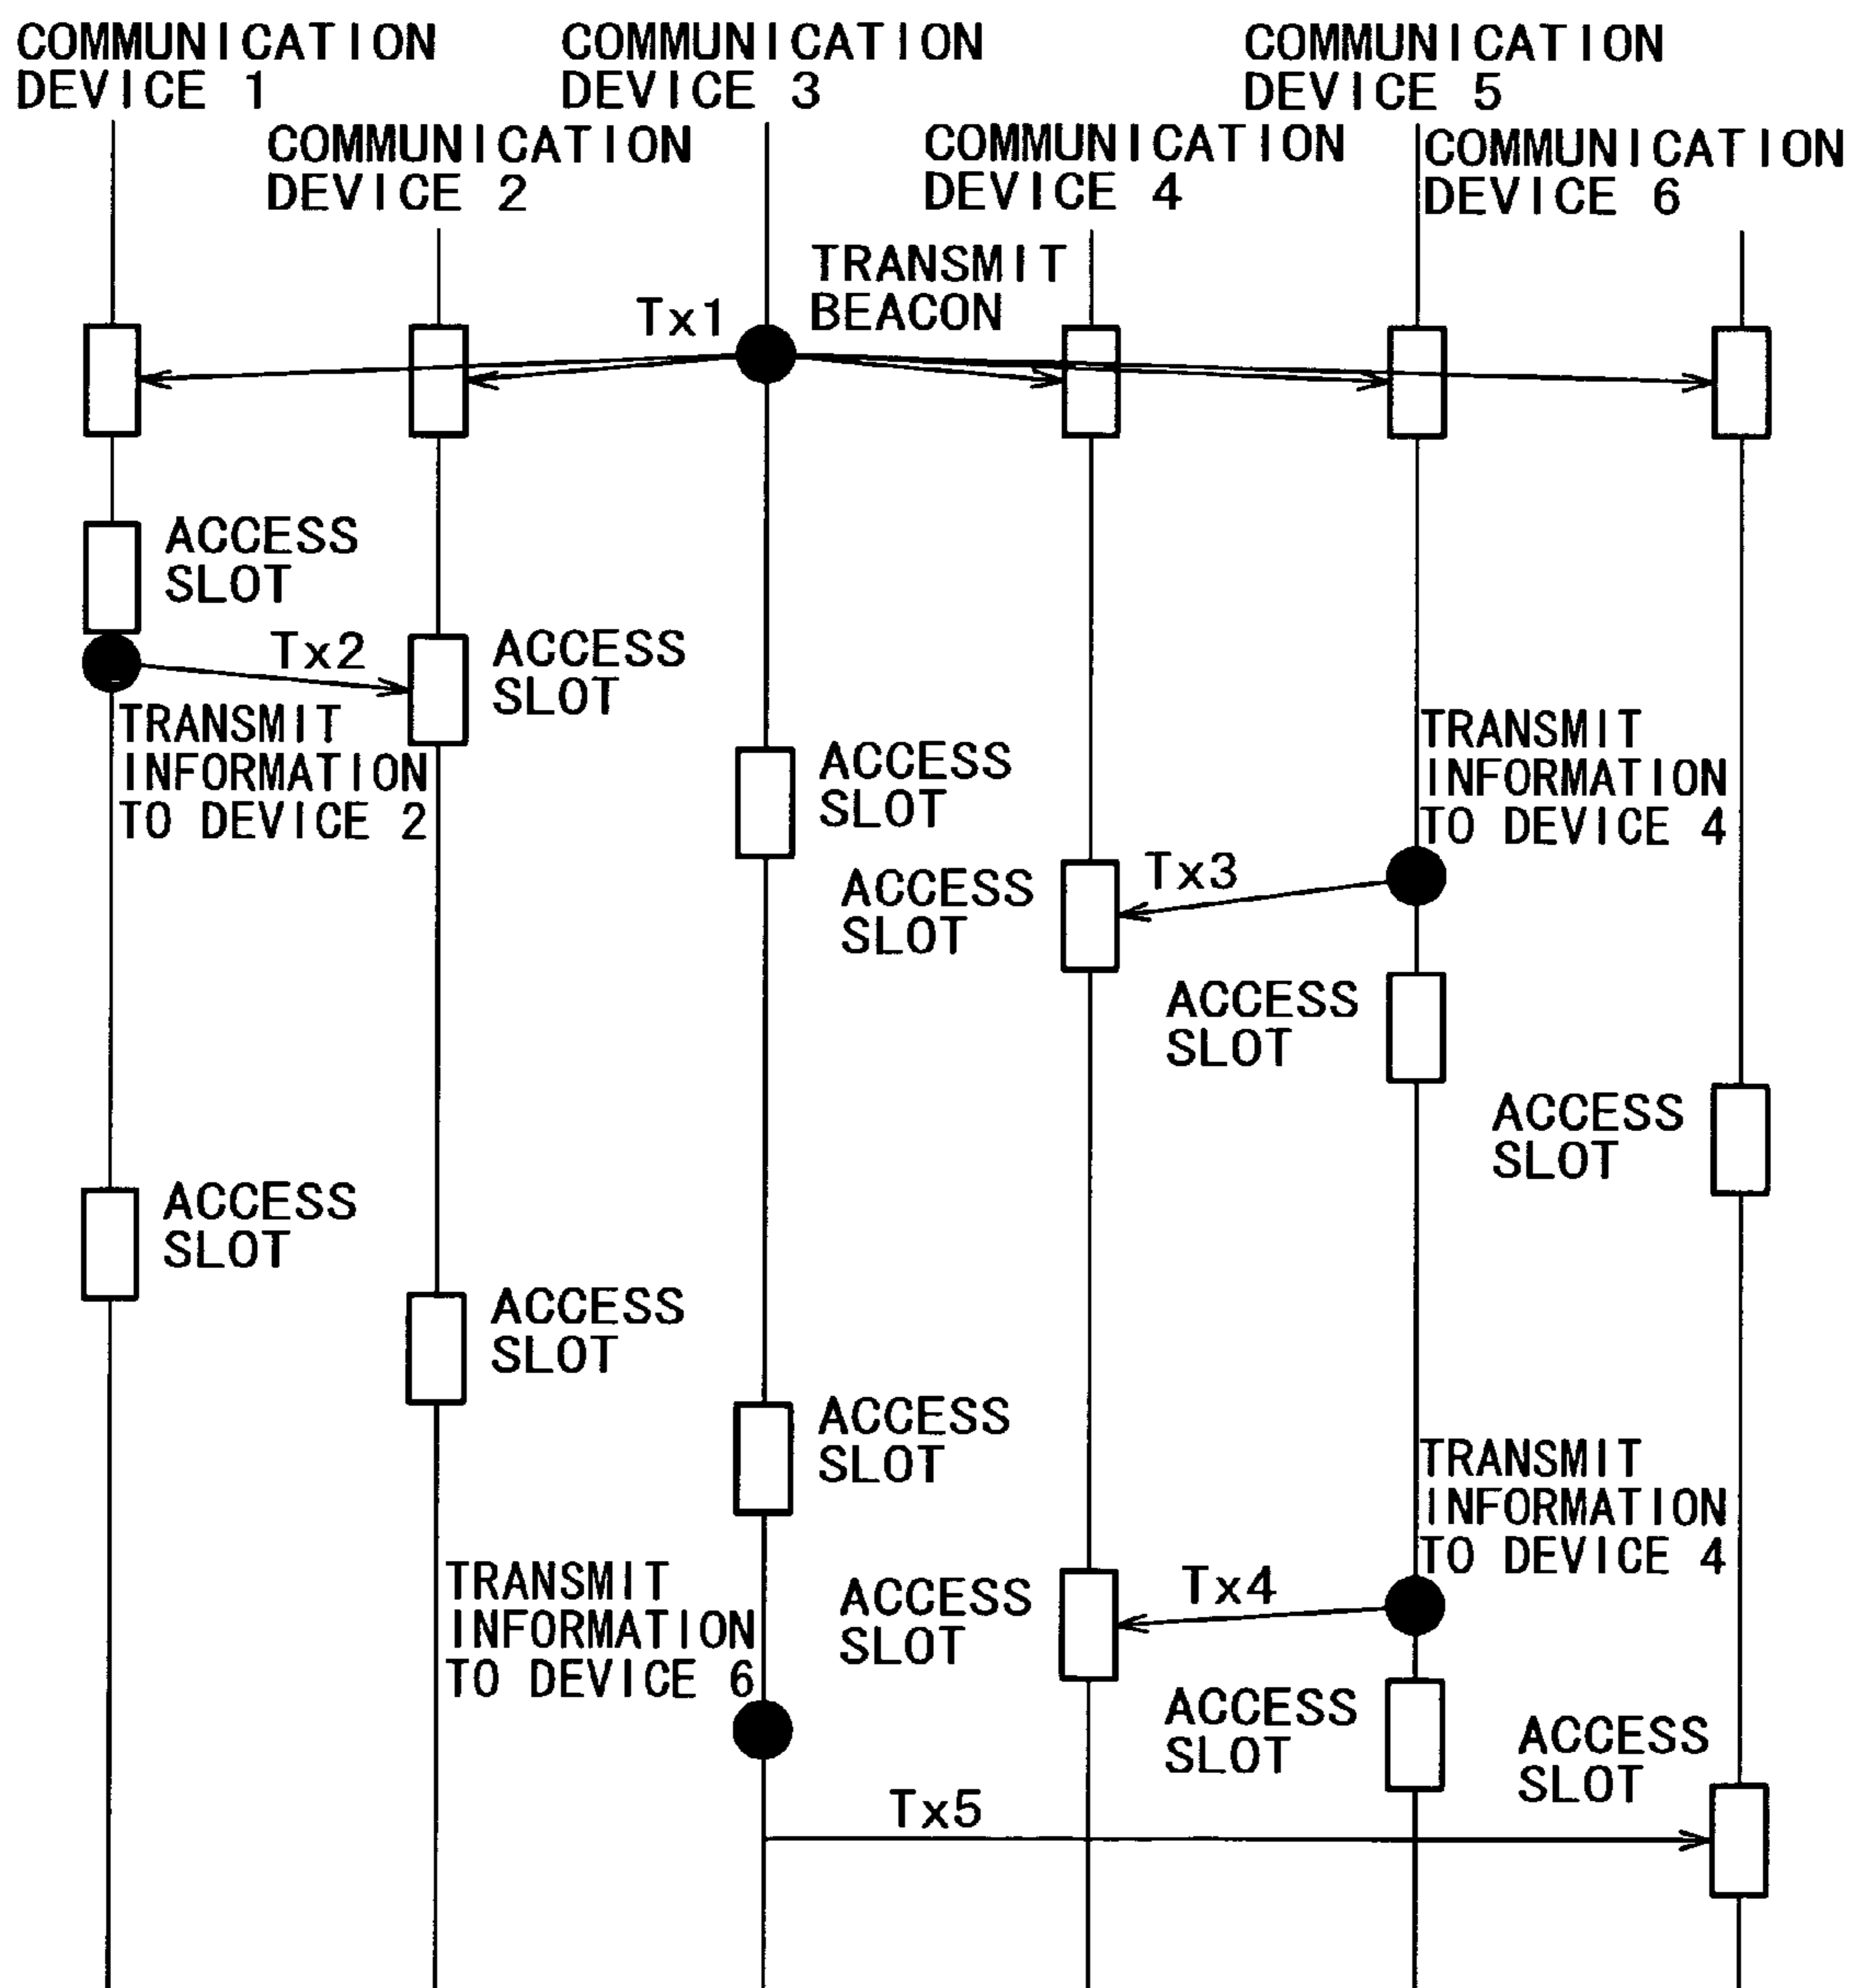 COMMUNICATION
DEVICE 1
COMMUNICATION
DEVICE 3
COMMUNICATION
DEVICE 5
COMMUNICATION
DEVICE 2
COMMUNICATION
DEVICE 4
COMMUNICATION
DEVICE 6
Tx1
TRANSMIT
BEACON
ACCESS
SLOT
Tx2
ACCESS
SLOT
TRANSMIT
INFORMATION
TO DEVICE 2
ACCESS
SLOT
TRANSMIT
INFORMATION
TO DEVICE 4
ACCESS
SLOT
Tx3
ACCESS
SLOT
ACCESS
SLOT
ACCESS
SLOT
ACCESS
SLOT
ACCESS
SLOT
TRANSMIT
INFORMATION
TO DEVICE 4
TRANSMIT
INFORMATION
TO DEVICE 6
ACCESS
SLOT
Tx4
ACCESS
SLOT
ACCESS
SLOT
Tx5